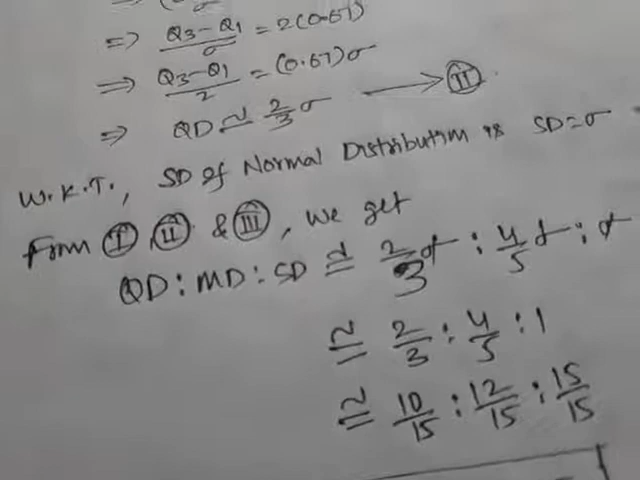 => Q3-Q1/σ = 2(0.67)
=> Q3-Q1/2 = (0.67)σ
=> QD ≅ 2/3 σ → II
W.K.T., SD of Normal Distribution is SD=σ
From I, II & III, we get
QD : MD : SD ≅ 2/3 σ : 4/5 σ : σ
≅ 2/3 : 4/5 : 1
≅ 10/15 : 12/15 : 15/15